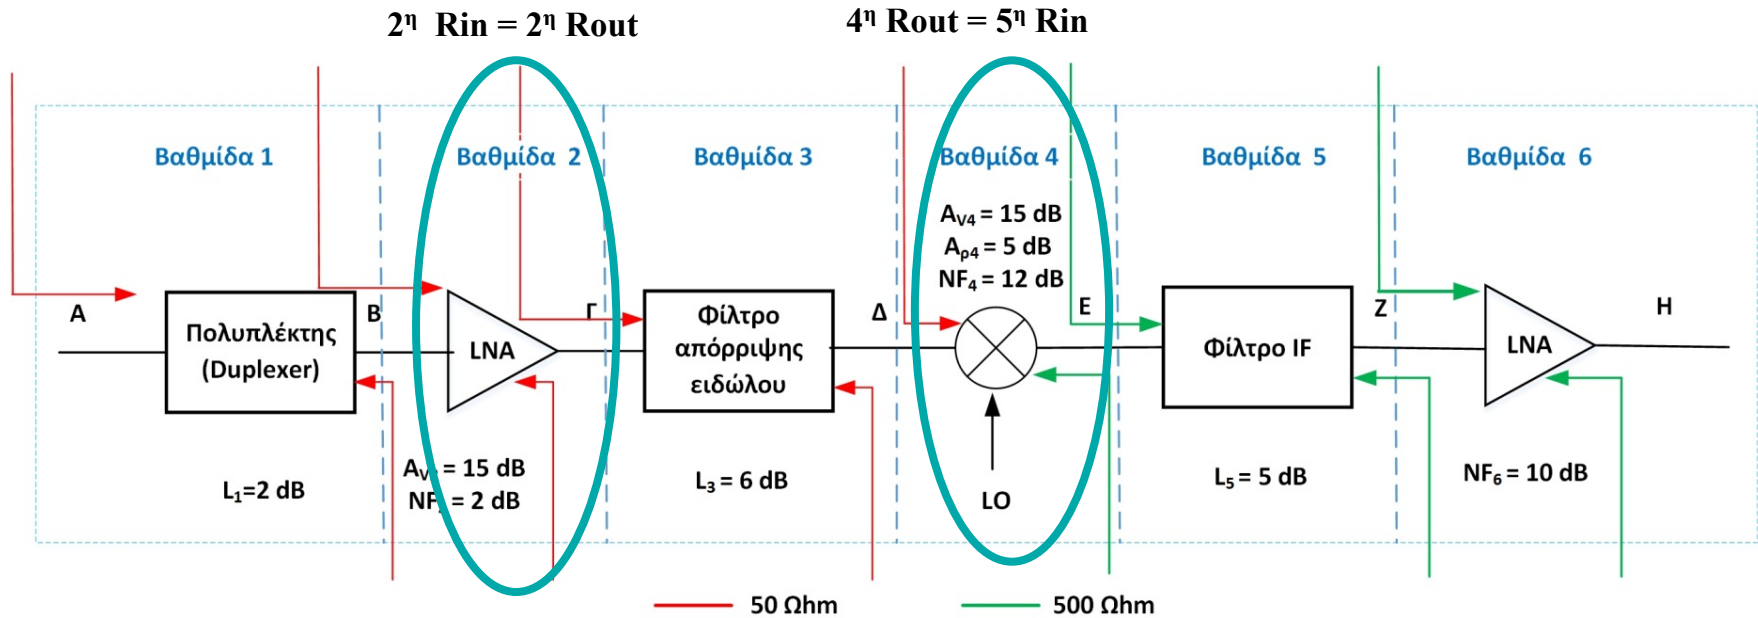 2η Rin = 2η Rout
4η Rout = 5η Rin
Βαθμίδα 1
Βαθμίδα 2
Βαθμίδα 3
Βαθμίδα 4
Βαθμίδα 5
Βαθμίδα 6
AV4 = 15 dB
Aρ4 = 5 dB
NF4 = 12 dB
A
B
Γ
Δ
E
Z
H
Πολυπλέκτης
(Duplexer)
LNA
Φίλτρο
απόρριψης
ειδώλου
Φίλτρο IF
LNA
L1=2 dB
AV = 15 dB
NF = 2 dB
L3 = 6 dB
LO
L5 = 5 dB
NF6 = 10 dB
50 Ωhm
500 Ωhm